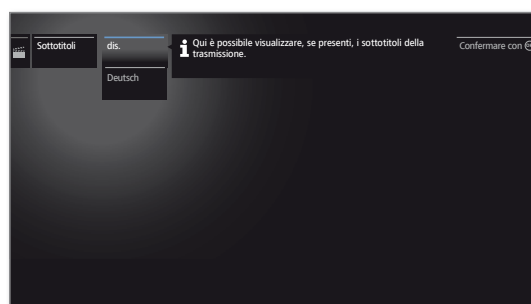 Sottotitoli
dis.
Deutsch
Qui è possibile visualizzare, se presenti, i sottotitoli della
trasmissione.
Confermare con